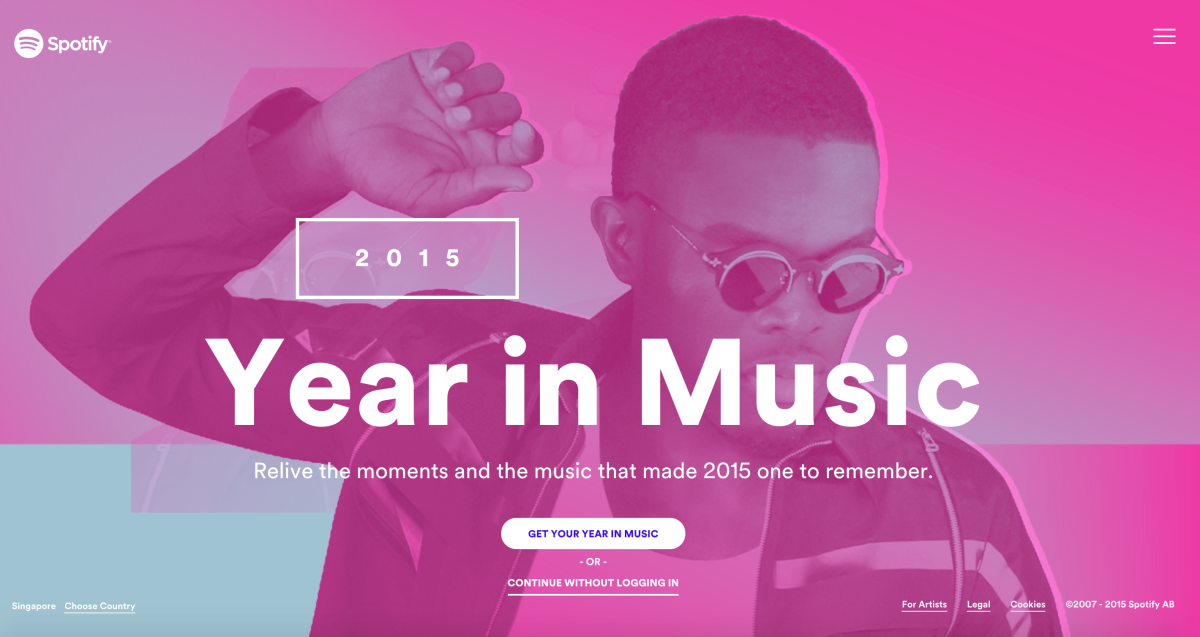 Spotify
2015
Year in Music
Relive the moments and the music that made 2015 one to remember.
GET YOUR YEAR IN MUSIC
- OR -
CONTINUE WITHOUT LOGGING IN
Singapore Choose Country
For Artists Legal Cookies ©2007 - 2015 Spotify AB